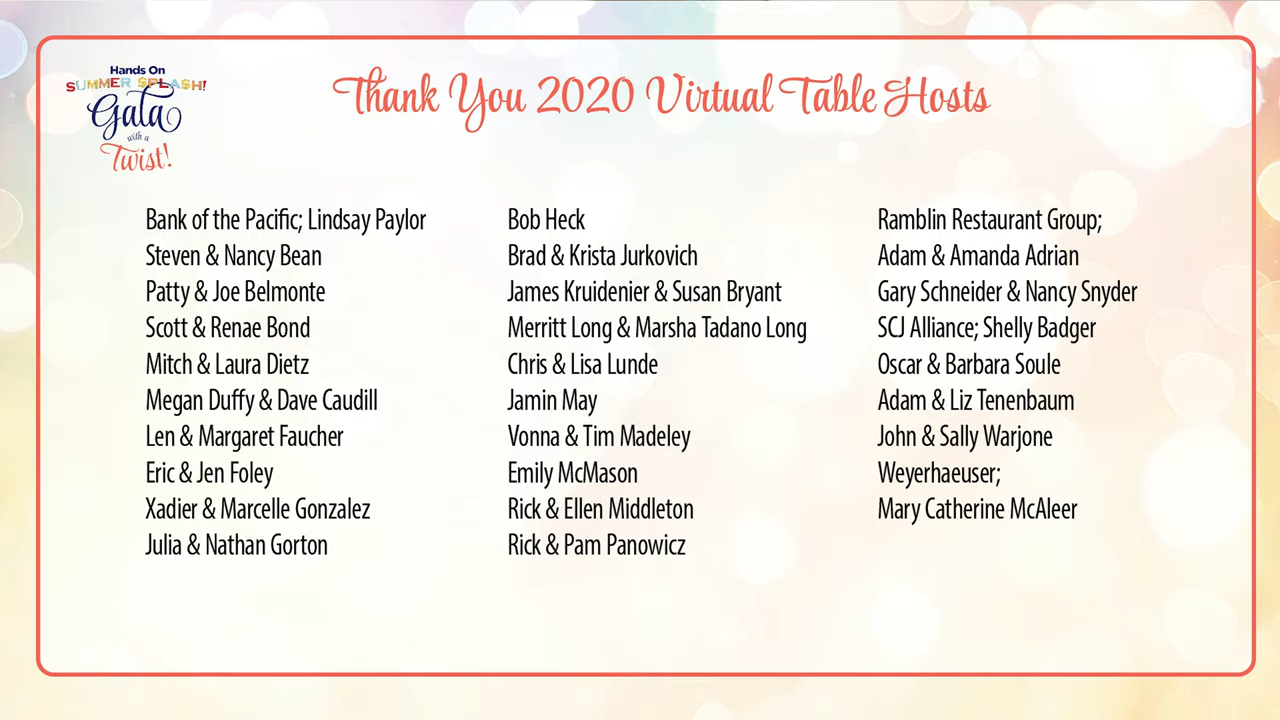 Hands On
SUMMER SPLASH!
Gala
with a
Twist!
Thank You 2020 Virtual Table Hosts
Bank of the Pacific; Lindsay Paylor
Steven & Nancy Bean
Patty & Joe Belmonte
Scott & Renae Bond
Mitch & Laura Dietz
Megan Duffy & Dave Caudill
Len & Margaret Faucher
Eric & Jen Foley
Xadier & Marcelle Gonzalez
Julia & Nathan Gorton
Bob Heck
Brad & Krista Jurkovich
James Kruidenier & Susan Bryant
Merritt Long & Marsha Tadano Long
Chris & Lisa Lunde
Jamin May
Vonna & Tim Madeley
Emily McMason
Rick & Ellen Middleton
Rick & Pam Panowicz
Ramblin Restaurant Group;
Adam & Amanda Adrian
Gary Schneider & Nancy Snyder
SCJ Alliance; Shelly Badger
Oscar & Barbara Soule
Adam & Liz Tenenbaum
John & Sally Warjone
Weyerhaeuser;
Mary Catherine McAleer